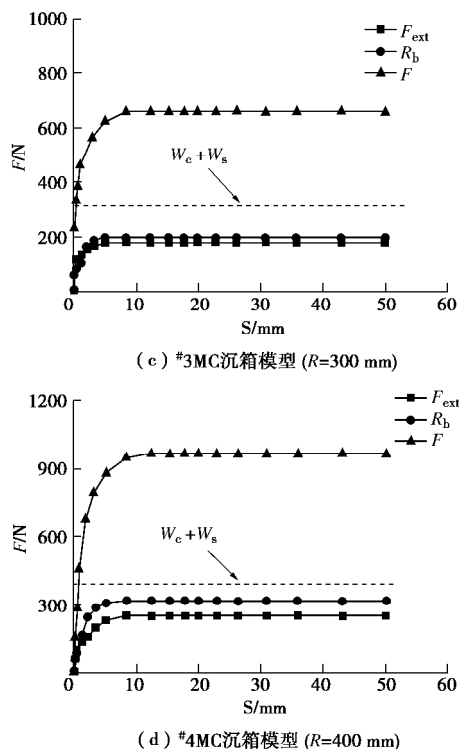 1000
800
600
400
200
0
F/N
F_ext
R_b
F
W_c + W_s
0 10 20 30 40 50 60
S/mm
(c) #3MC沉箱模型 (R=300 mm)
1200
900
600
300
0
F/N
F_ext
R_b
F
W_c + W_s
0 10 20 30 40 50 60
S/mm
(d) #4MC沉箱模型 (R=400 mm)